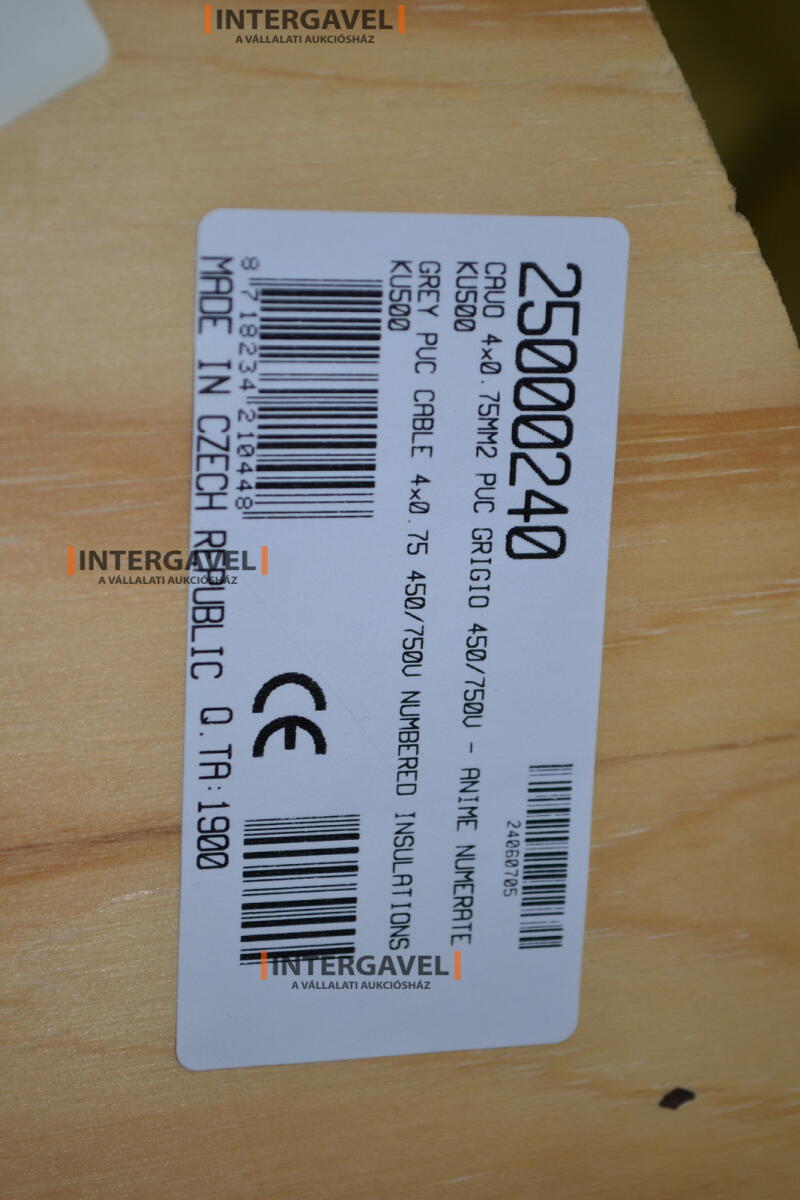 INTERGAVEL
A VÁLLALATI AUKCIÓSHÁZ
25000240
CAVO 4x0.75MM2 PVC GRIGIO 450/750V - ANIME NUMERATE
KU500
GREY PVC CABLE 4x0.75 450/750V NUMBERED INSULATIONS
KU500
8 718234 210448
MADE IN CZECH REPUBLIC Q.TA:1900
24060705
CE
INTERGAVEL
A VÁLLALATI AUKCIÓSHÁZ
INTERGAVEL
A VÁLLALATI AUKCIÓSHÁZ